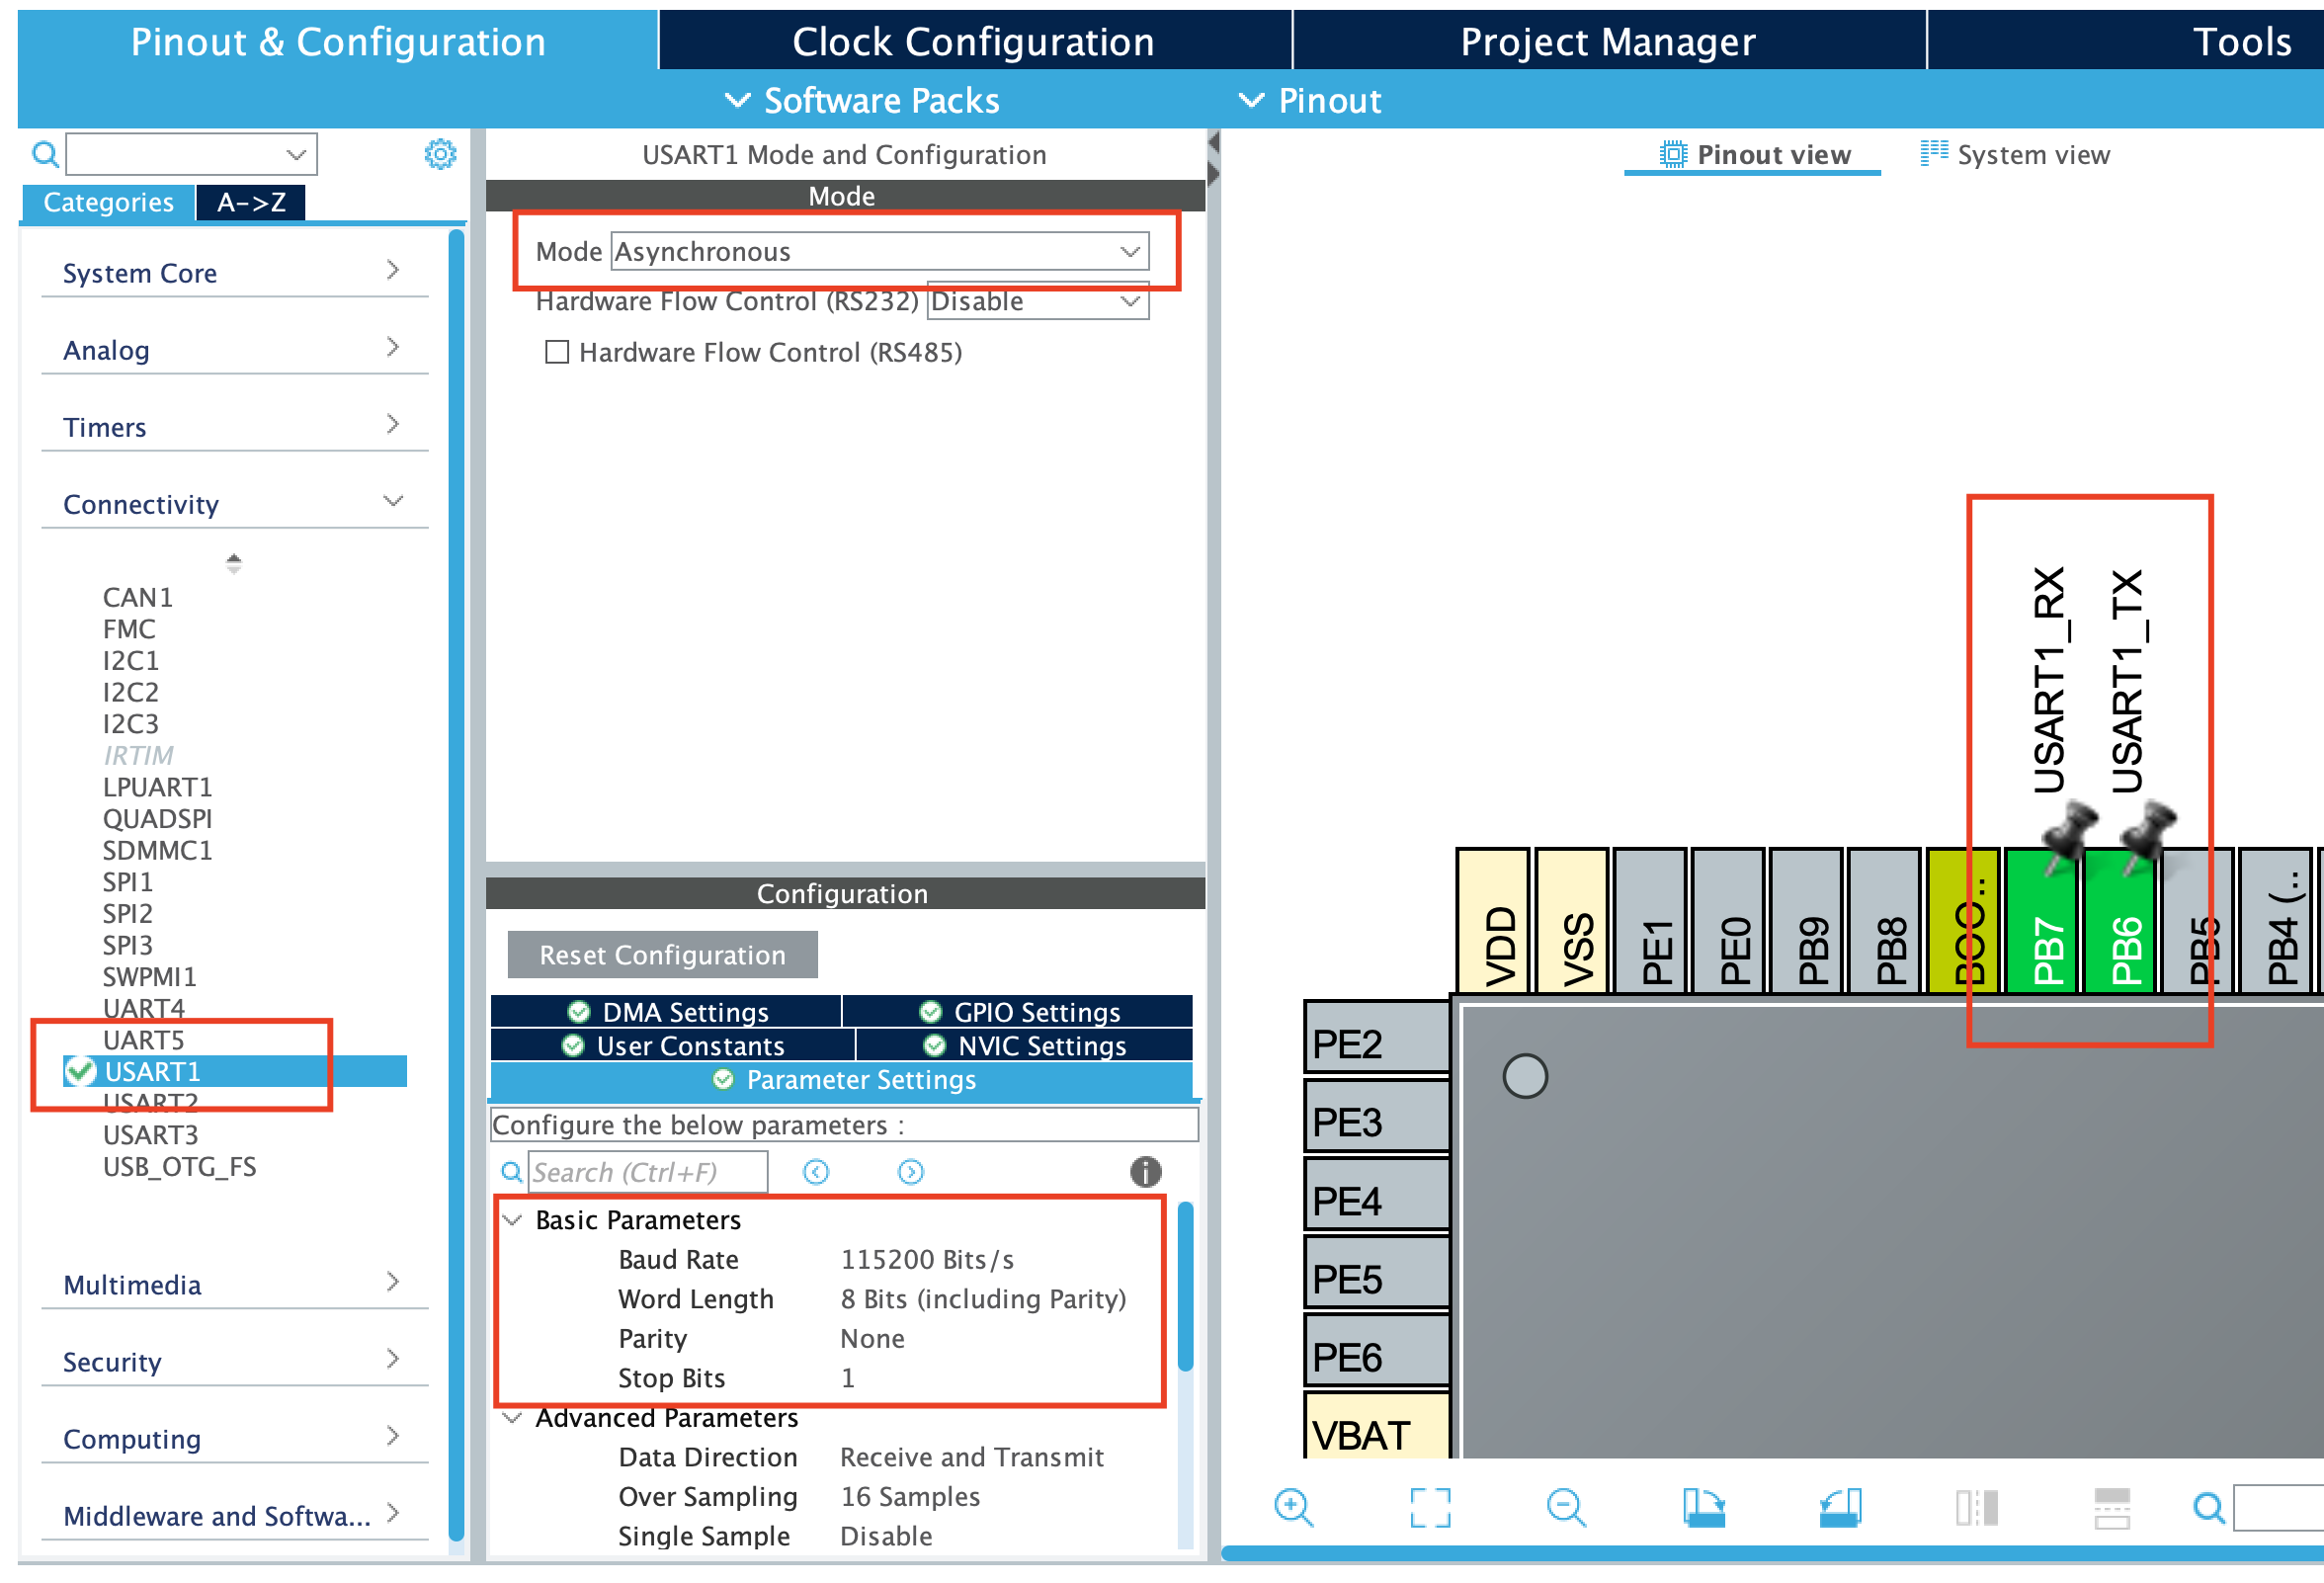 Pinout & Configuration
Clock Configuration
Project Manager
Tools
Software Packs
Pinout
Categories
A->Z
System Core
Analog
Timers
Connectivity
CAN1
FMC
I2C1
I2C2
I2C3
IRTIM
LPUART1
QUADSPI
SDMMC1
SPI1
SPI2
SPI3
SWPMI1
UART4
UART5
USART1
USART2
USART3
USB_OTG_FS
Multimedia
Security
Computing
Middleware and Softwa...
USART1 Mode and Configuration
Mode
Mode Asynchronous
Hardware Flow Control (RS232) Disable
Hardware Flow Control (RS485)
Configuration
Reset Configuration
DMA Settings
GPIO Settings
User Constants
NVIC Settings
Parameter Settings
Configure the below parameters :
Search (Ctrl+F)
Basic Parameters
Baud Rate 115200 Bits/s
Word Length 8 Bits (including Parity)
Parity None
Stop Bits 1
Advanced Parameters
Data Direction Receive and Transmit
Over Sampling 16 Samples
Single Sample Disable
Pinout view
System view
USART1_RX
USART1_TX
VDD
VSS
PE1
PE0
PB9
PB8
BOO..
PB7
PB6
PB5
PB4 (..
PE2
PE3
PE4
PE5
PE6
VBAT